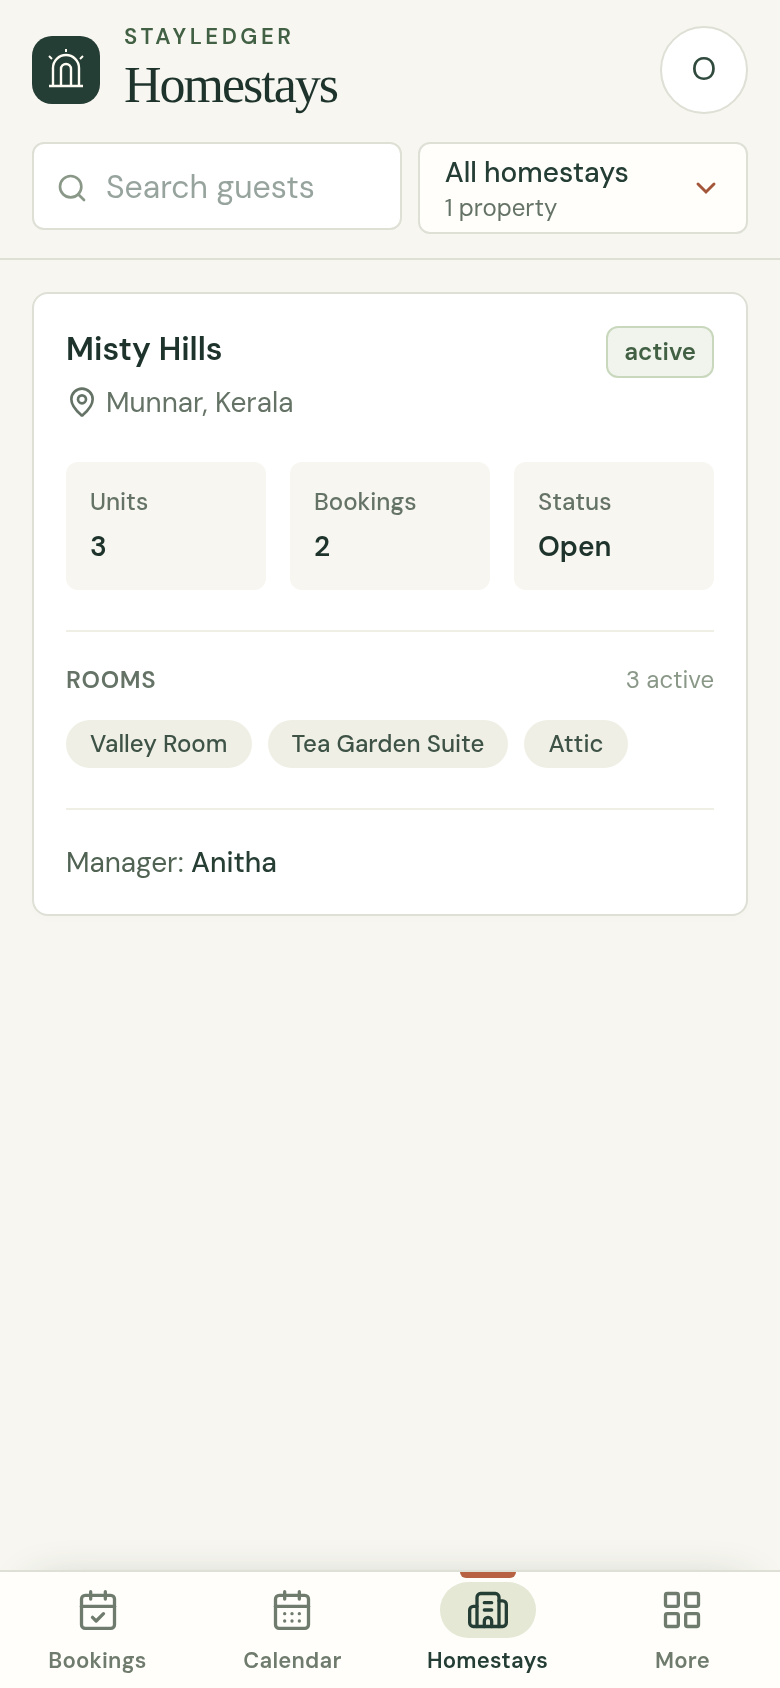 STAYLEDGER
Homestays
O
Search guests
All homestays
1 property
Misty Hills
active
Munnar, Kerala
Units
3
Bookings
2
Status
Open
ROOMS
3 active
Valley Room
Tea Garden Suite
Attic
Manager: Anitha
Bookings
Calendar
Homestays
More